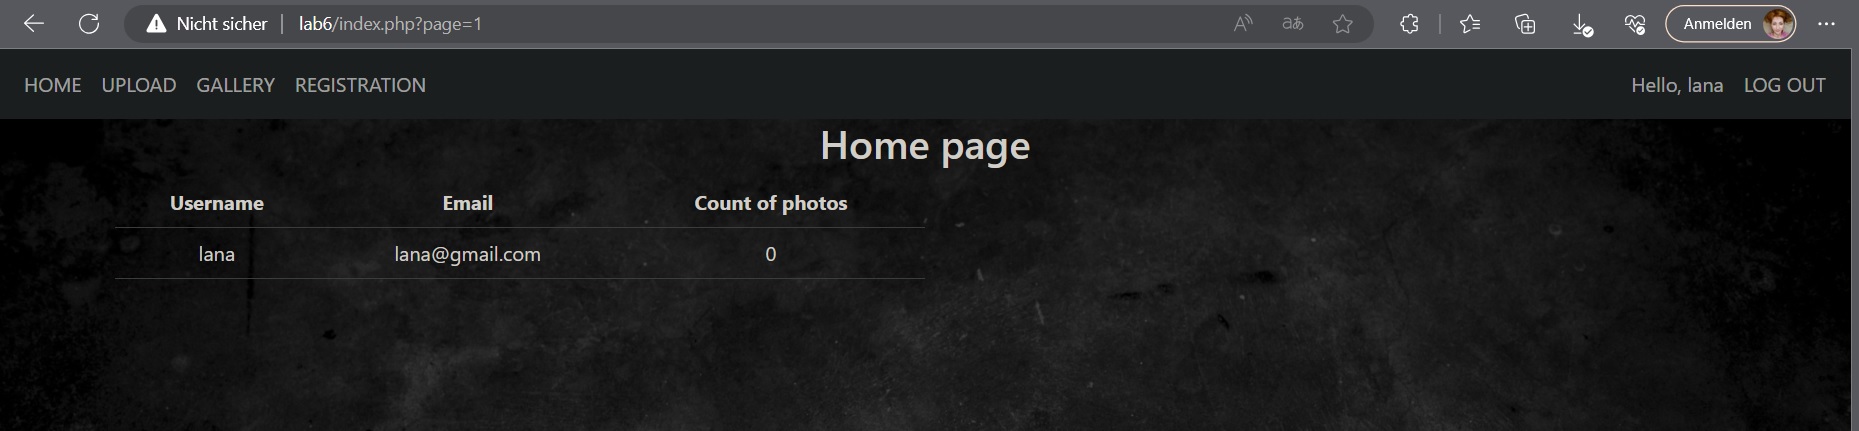 Nicht sicher | lab6/index.php?page=1 Anmelden
HOME UPLOAD GALLERY REGISTRATION Hello, lana LOG OUT
Home page
Username Email Count of photos
lana lana@gmail.com 0